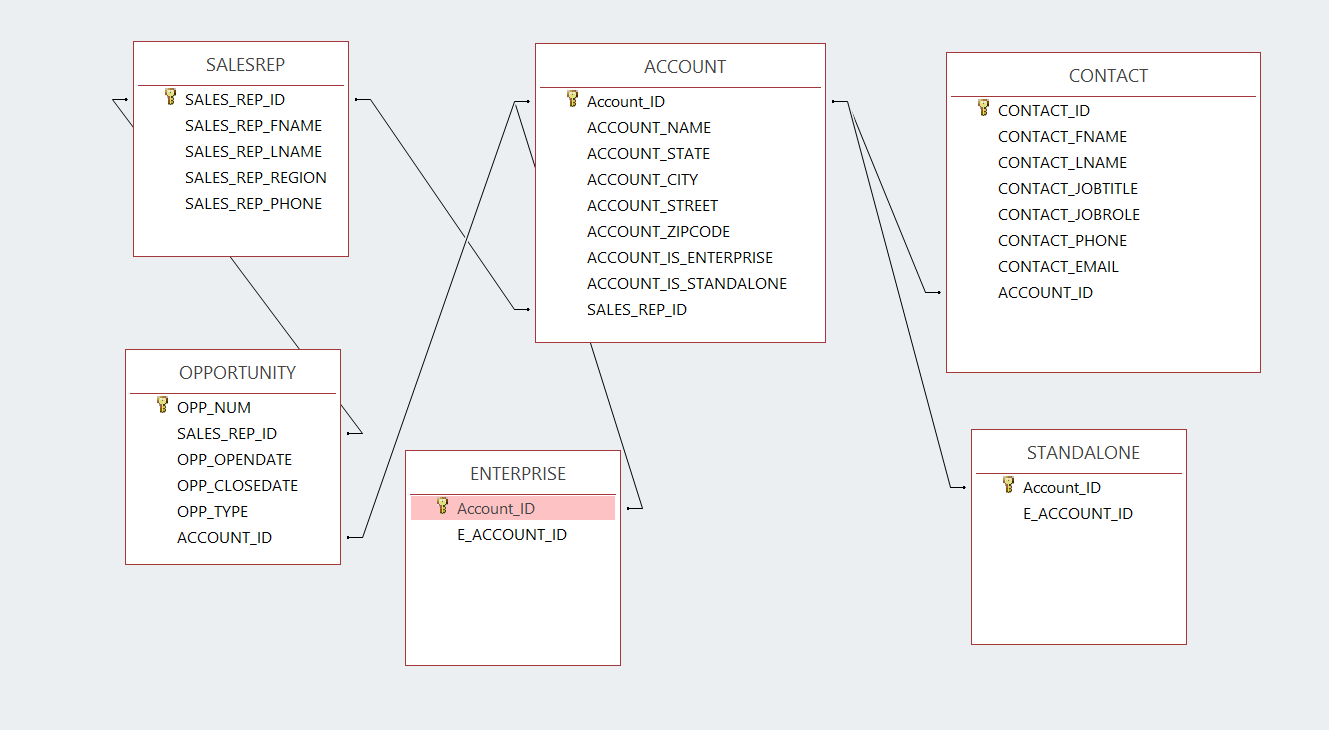 SALESREP
SALES_REP_ID
SALES_REP_FNAME
SALES_REP_LNAME
SALES_REP_REGION
SALES_REP_PHONE
ACCOUNT
Account_ID
ACCOUNT_NAME
ACCOUNT_STATE
ACCOUNT_CITY
ACCOUNT_STREET
ACCOUNT_ZIPCODE
ACCOUNT_IS_ENTERPRISE
ACCOUNT_IS_STANDALONE
SALES_REP_ID
CONTACT
CONTACT_ID
CONTACT_FNAME
CONTACT_LNAME
CONTACT_JOBTITLE
CONTACT_JOBROLE
CONTACT_PHONE
CONTACT_EMAIL
ACCOUNT_ID
OPPORTUNITY
OPP_NUM
SALES_REP_ID
OPP_OPENDATE
OPP_CLOSEDATE
OPP_TYPE
ACCOUNT_ID
ENTERPRISE
Account_ID
E_ACCOUNT_ID
STANDALONE
Account_ID
E_ACCOUNT_ID